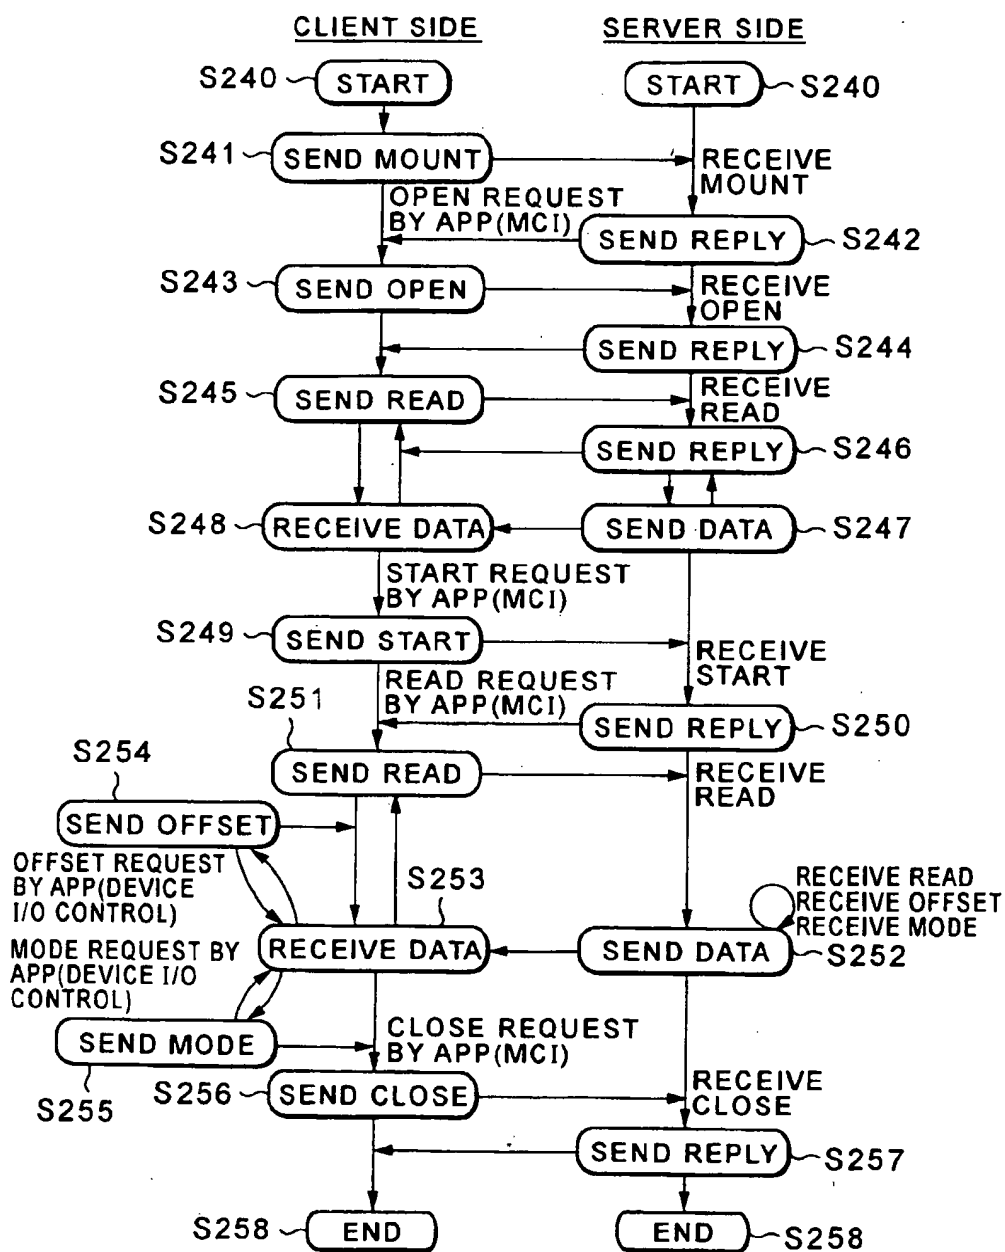 CLIENT SIDE
SERVER SIDE
S240
START
START
S240
S241
SEND MOUNT
RECEIVE
MOUNT
OPEN REQUEST
BY APP(MCI)
SEND REPLY
S242
S243
SEND OPEN
RECEIVE
OPEN
SEND REPLY
S244
S245
SEND READ
RECEIVE
READ
SEND REPLY
S246
S248
RECEIVE DATA
SEND DATA
S247
START REQUEST
BY APP(MCI)
S249
SEND START
RECEIVE
START
S251
READ REQUEST
BY APP(MCI)
SEND REPLY
S250
SEND READ
RECEIVE
READ
S254
SEND OFFSET
OFFSET REQUEST
BY APP(DEVICE
I/O CONTROL)
S253
RECEIVE READ
RECEIVE OFFSET
RECEIVE MODE
RECEIVE DATA
SEND DATA
S252
MODE REQUEST BY
APP(DEVICE I/O
CONTROL)
SEND MODE
S255
CLOSE REQUEST
BY APP(MCI)
S256
SEND CLOSE
RECEIVE
CLOSE
SEND REPLY
S257
S258
END
END
S258